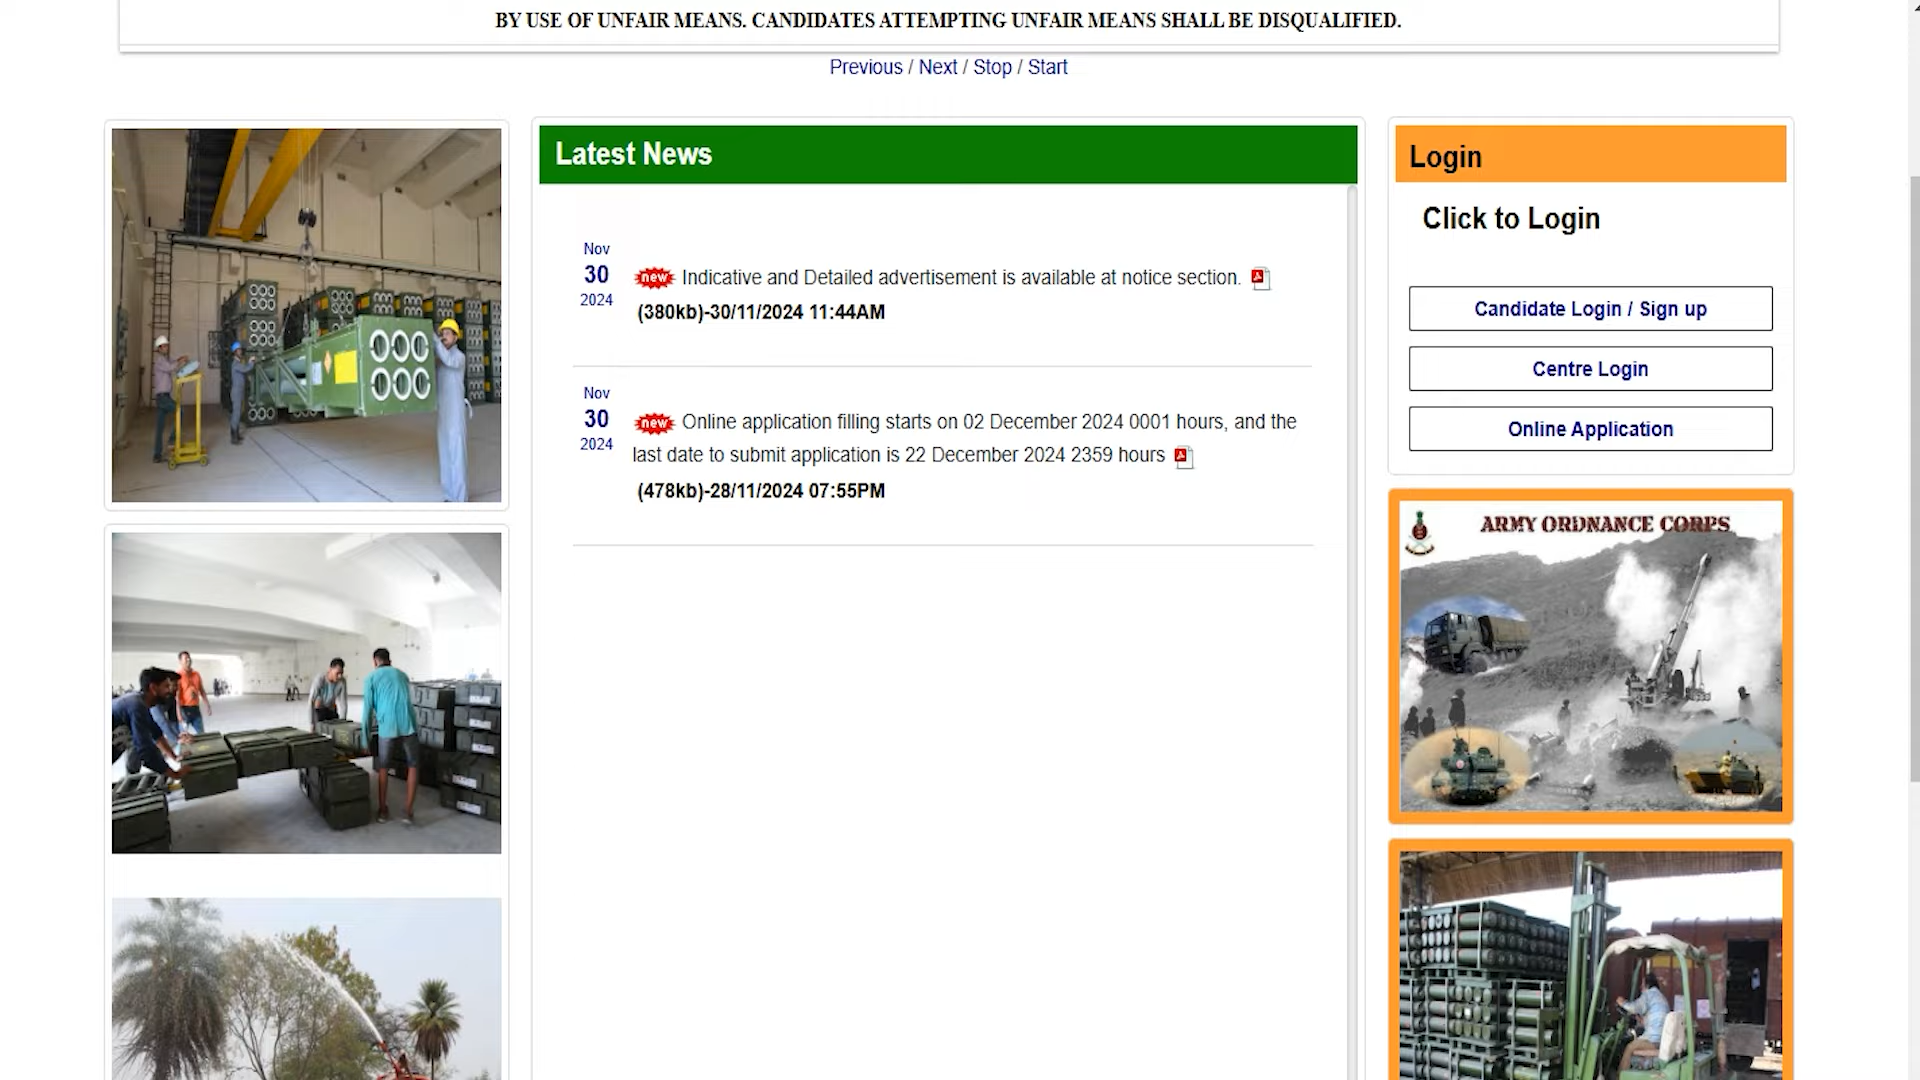 BY USE OF UNFAIR MEANS. CANDIDATES ATTEMPTING UNFAIR MEANS SHALL BE DISQUALIFIED.
Previous / Next / Stop / Start
Latest News
Nov
30
2024
new Indicative and Detailed advertisement is available at notice section.
(380kb)-30/11/2024 11:44AM
Nov
30
2024
new Online application filling starts on 02 December 2024 0001 hours, and the
last date to submit application is 22 December 2024 2359 hours
(478kb)-28/11/2024 07:55PM
Login
Click to Login
Candidate Login / Sign up
Centre Login
Online Application
ARMY ORDNANCE CORPS